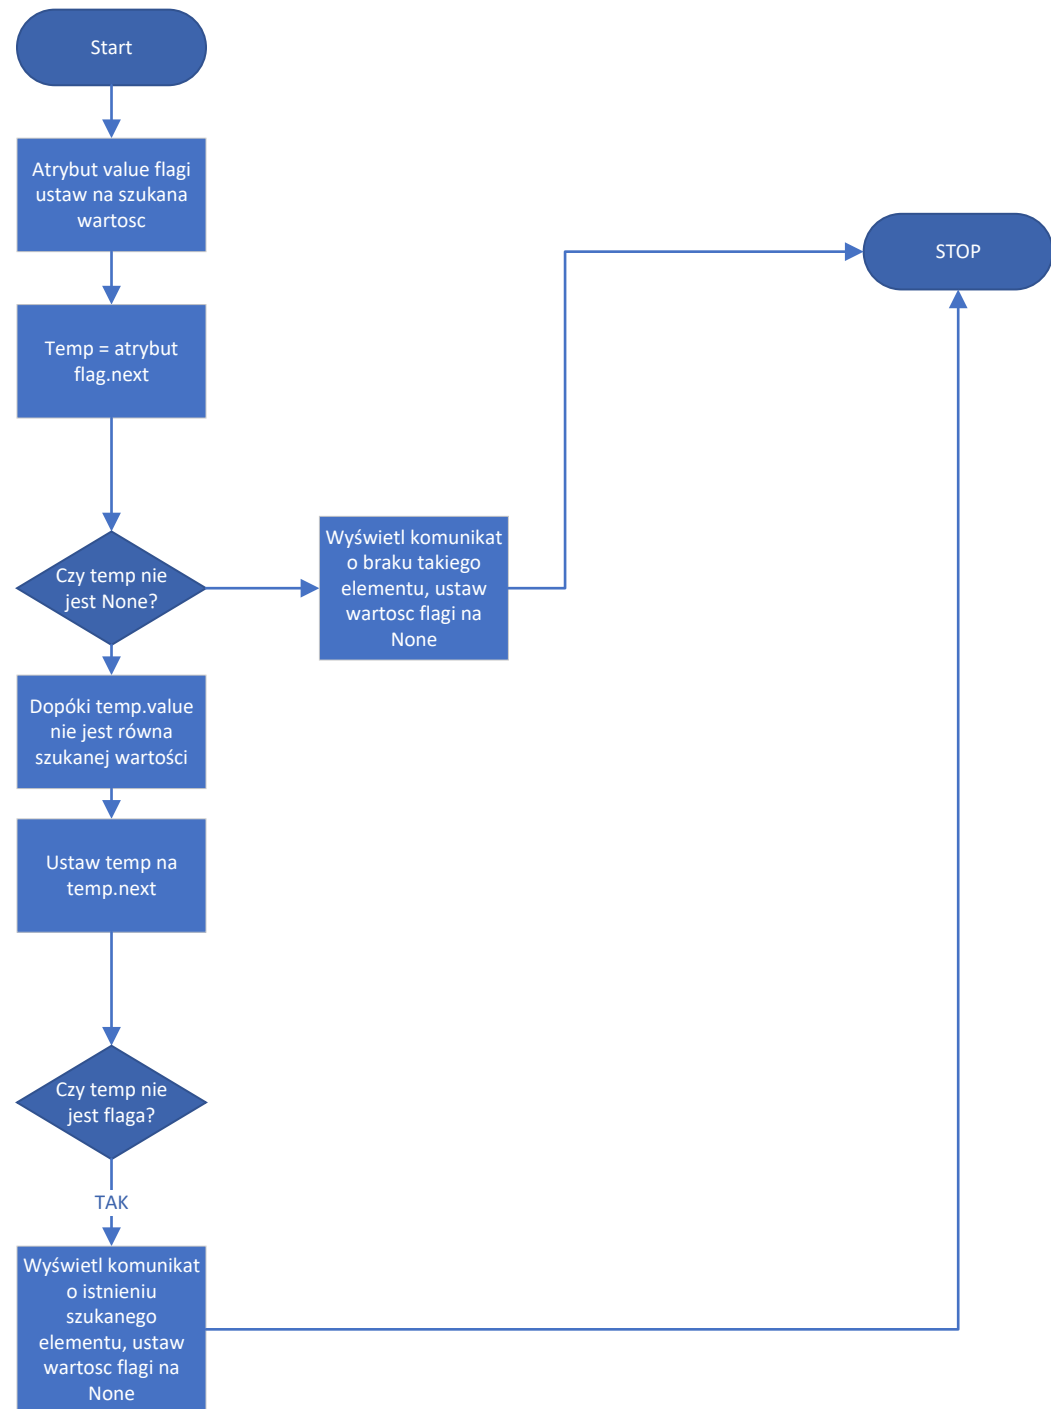 Start
Atrybut value flagi
ustaw na szukana
wartosc
STOP
Temp = atrybut
flag.next
Czy temp nie
jest None?
Wyświetl komunikat
o braku takiego
elementu, ustaw
wartosc flagi na
None
Dopóki temp.value
nie jest równa
szukanej wartości
Ustaw temp na
temp.next
Czy temp nie
jest flaga?
TAK
Wyświetl komunikat
o istnieniu
szukanego
elementu, ustaw
wartosc flagi na
None